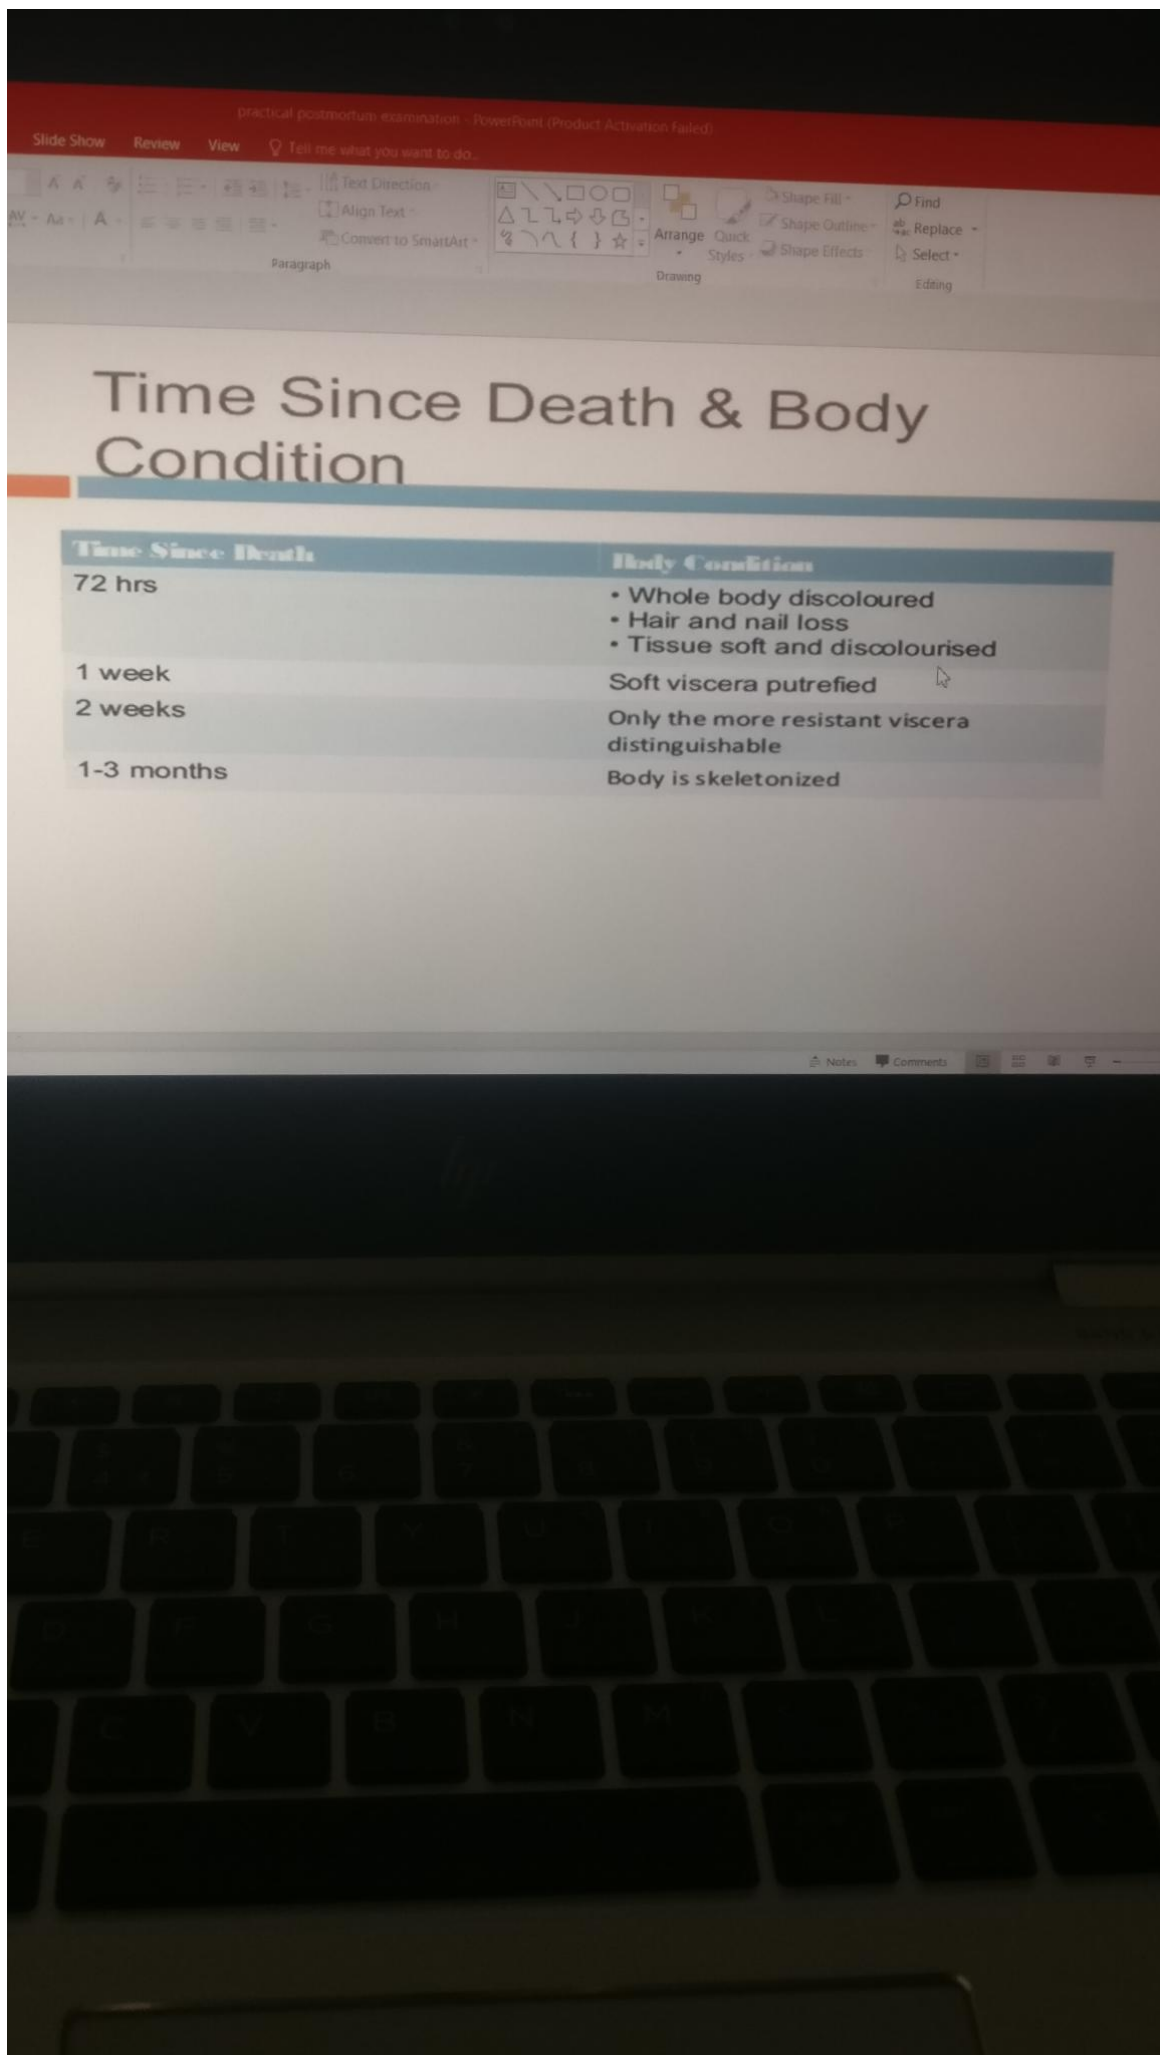 practical postmortum examination - PowerPoint (Product Activation Failed)
Slide Show Review View Tell me what you want to do...
Text Direction
Align Text
Convert to SmartArt
Paragraph
Arrange
Quick
Styles
Shape Fill
Shape Outline
Shape Effects
Drawing
Find
Replace
Select
Editing
Time Since Death & Body
Condition
Time Since Death Body Condition
72 hrs
• Whole body discoloured
• Hair and nail loss
• Tissue soft and discolourised
1 week Soft viscera putrefied
2 weeks Only the more resistant viscera
distinguishable
1-3 months Body is skeletonized
Notes Comments
E R T Y U I O P
D F G H J K L
C V B N M